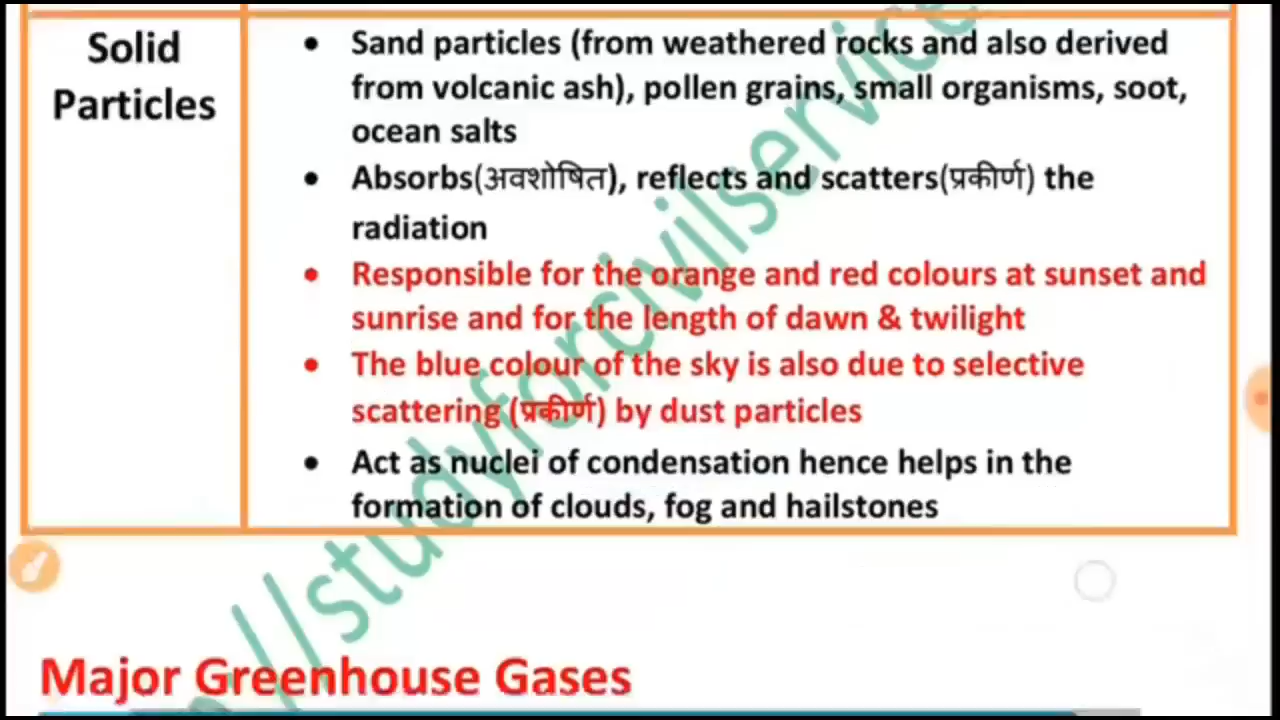 Solid
Particles
• Sand particles (from weathered rocks and also derived
from volcanic ash), pollen grains, small organisms, soot,
ocean salts
• Absorbs(अवशोषित), reflects and scatters(प्रकीर्ण) the
radiation
• Responsible for the orange and red colours at sunset and
sunrise and for the length of dawn & twilight
• The blue colour of the sky is also due to selective
scattering (प्रकीर्ण) by dust particles
• Act as nuclei of condensation hence helps in the
formation of clouds, fog and hailstones
://studyforcivilservice
Major Greenhouse Gases